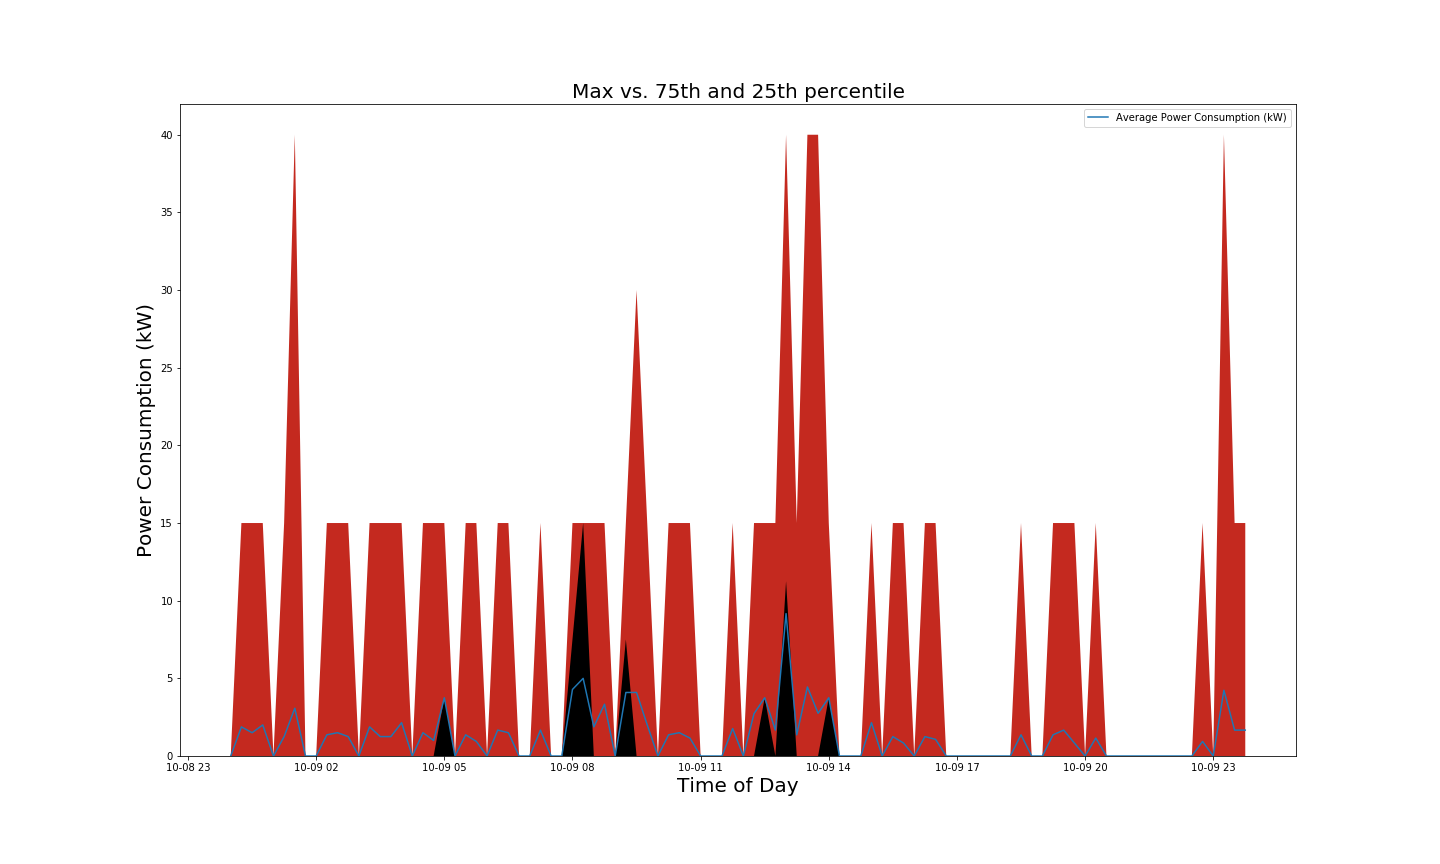 Max vs. 75th and 25th percentile
Average Power Consumption (kW)
Power Consumption (kW)
40
35
30
25
20
15
10
5
0
10-08 23 10-09 02 10-09 05 10-09 08 10-09 11 10-09 14 10-09 17 10-09 20 10-09 23
Time of Day